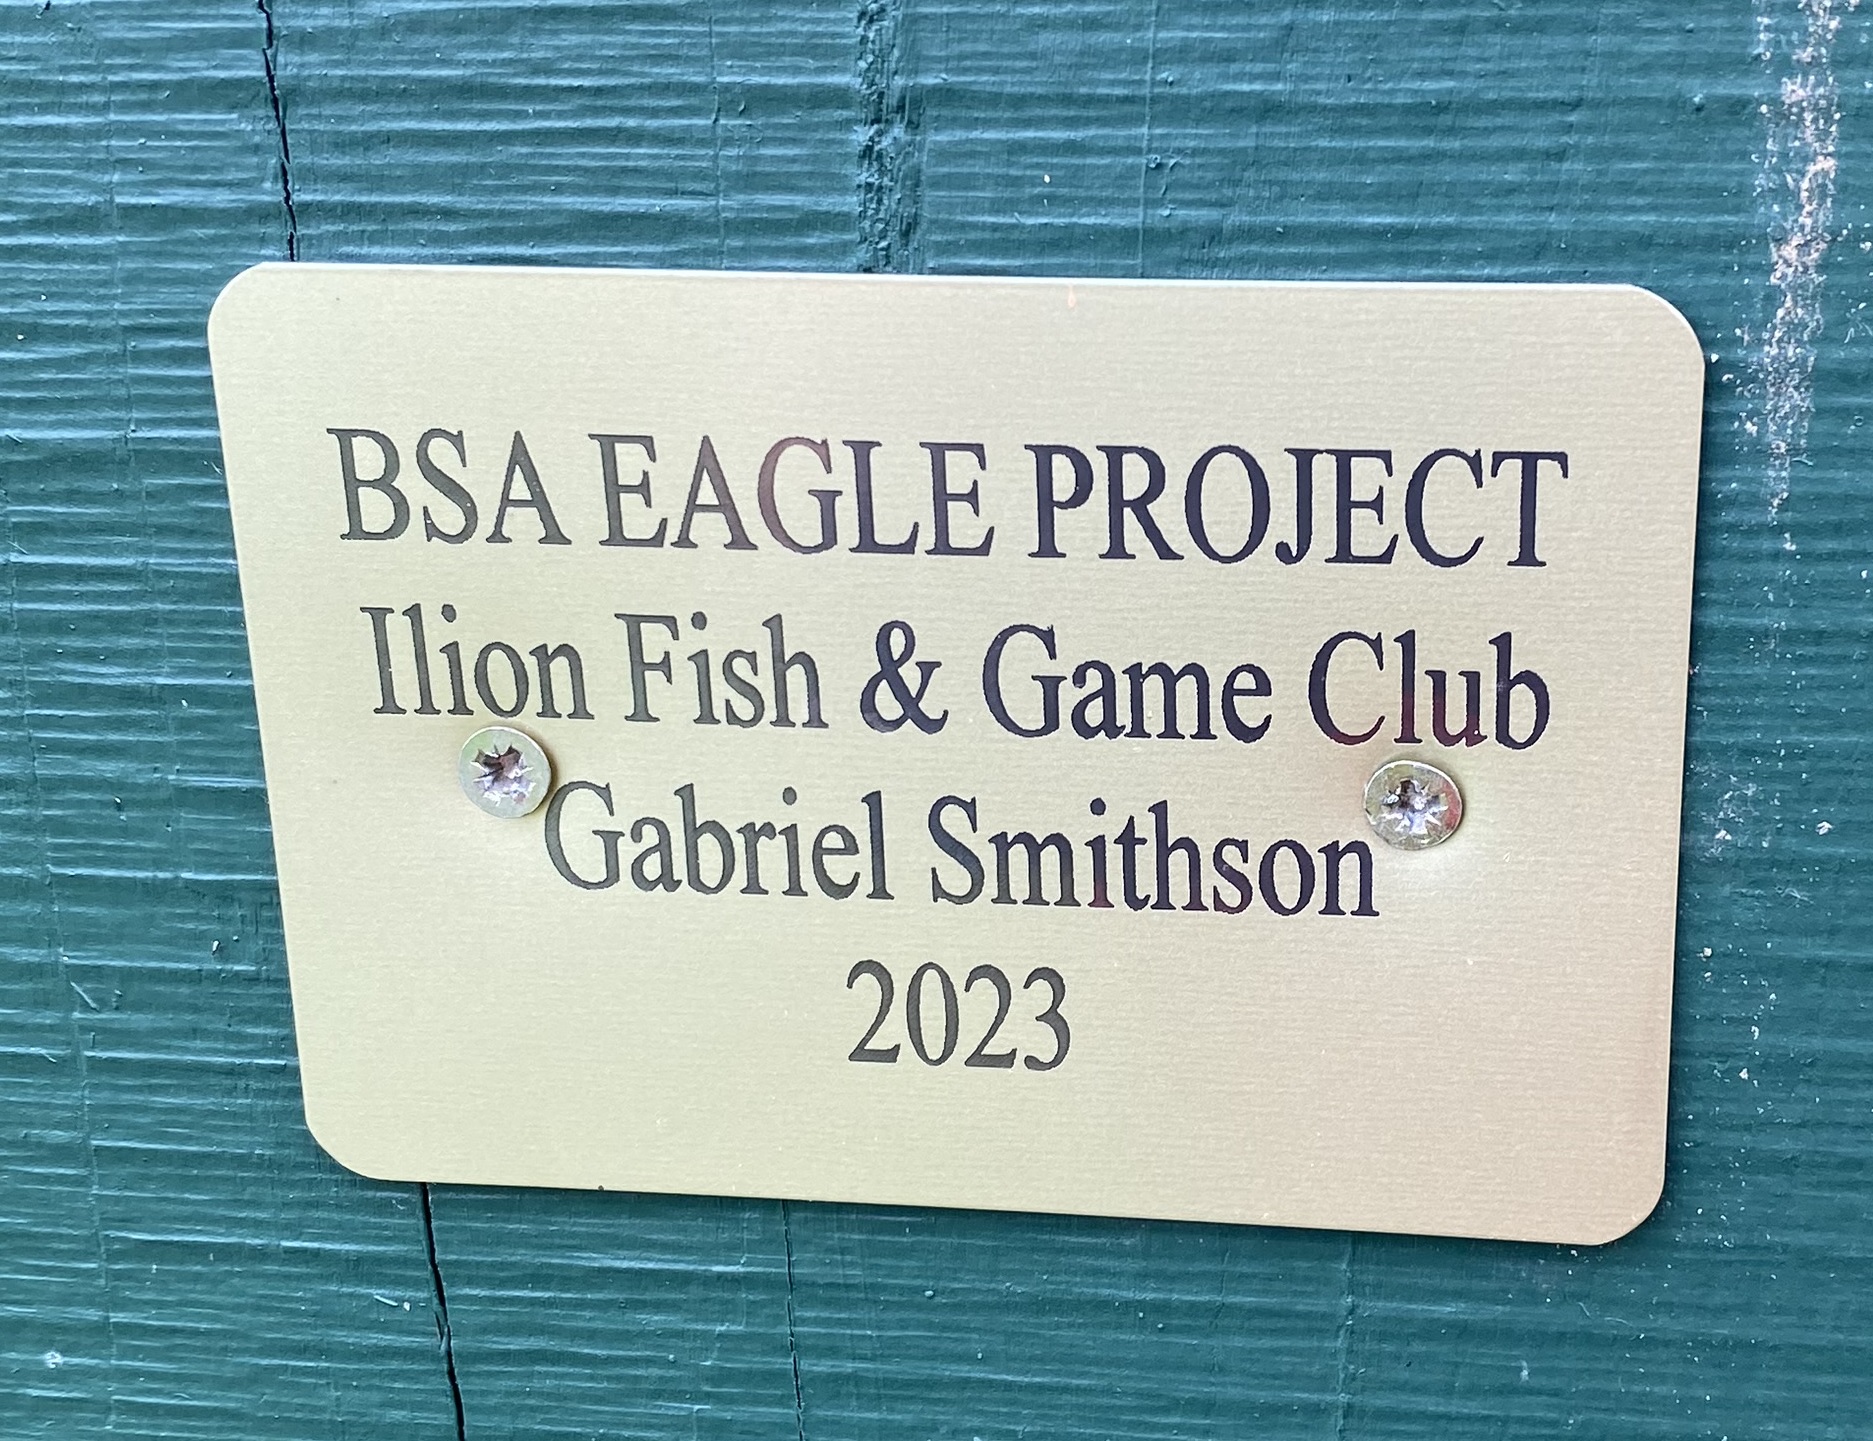 BSA EAGLE PROJECT
Ilion Fish & Game Club
Gabriel Smithson
2023